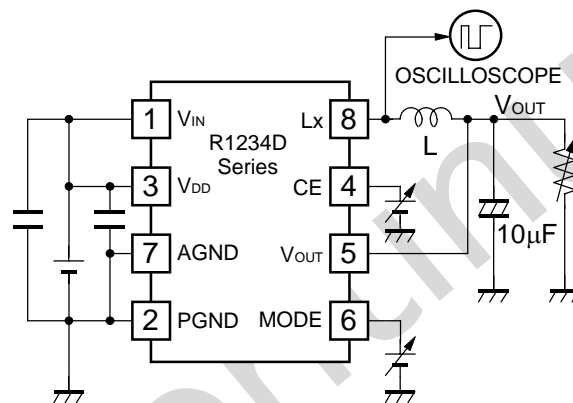 OSCILLOSCOPE
1 VIN
R1234D
Series
Lx 8
L
VOUT
3 VDD
CE 4
10µF
7 AGND
VOUT 5
2 PGND
MODE 6